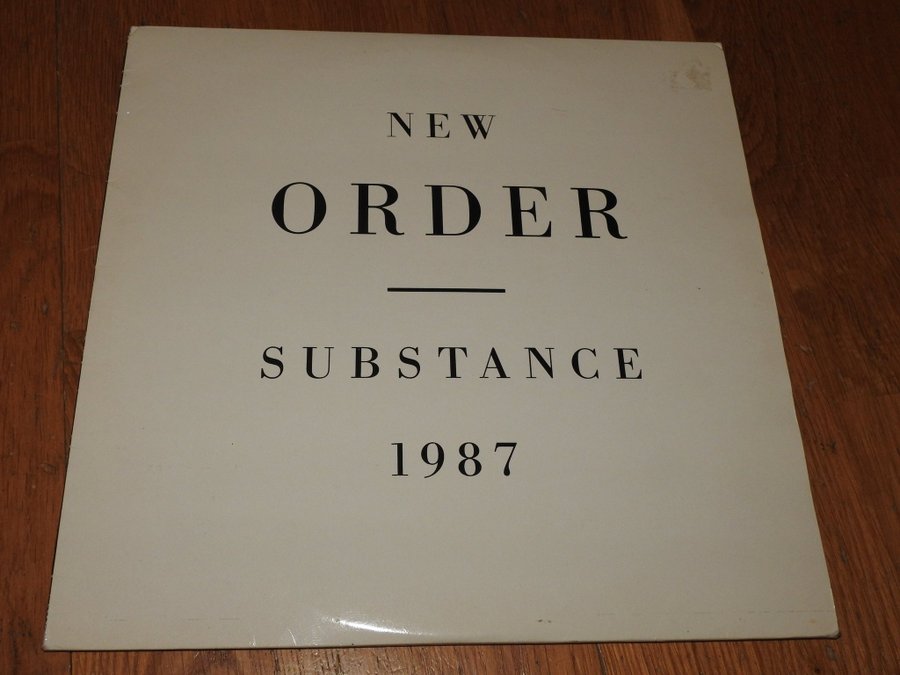 NEW
ORDER
SUBSTANCE
1987